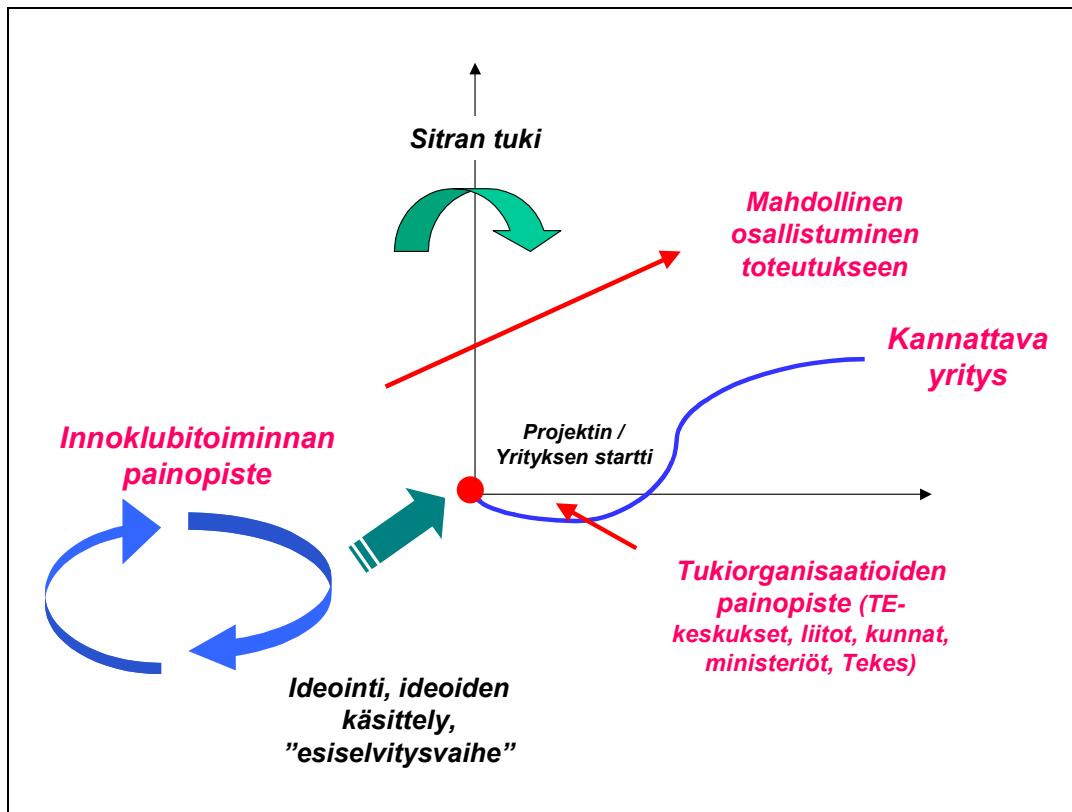 Sitran tuki
Mahdollinen
osallistuminen
toteutukseen
Kannattava
yritys
Projektin /
Yrityksen startti
Innoklubitoiminnan
painopiste
Tukiorganisaatioiden
painopiste (TE-
keskukset, liitot, kunnat,
ministeriöt, Tekes)
Ideointi, ideoiden
käsittely,
”esiselvitysvaihe”